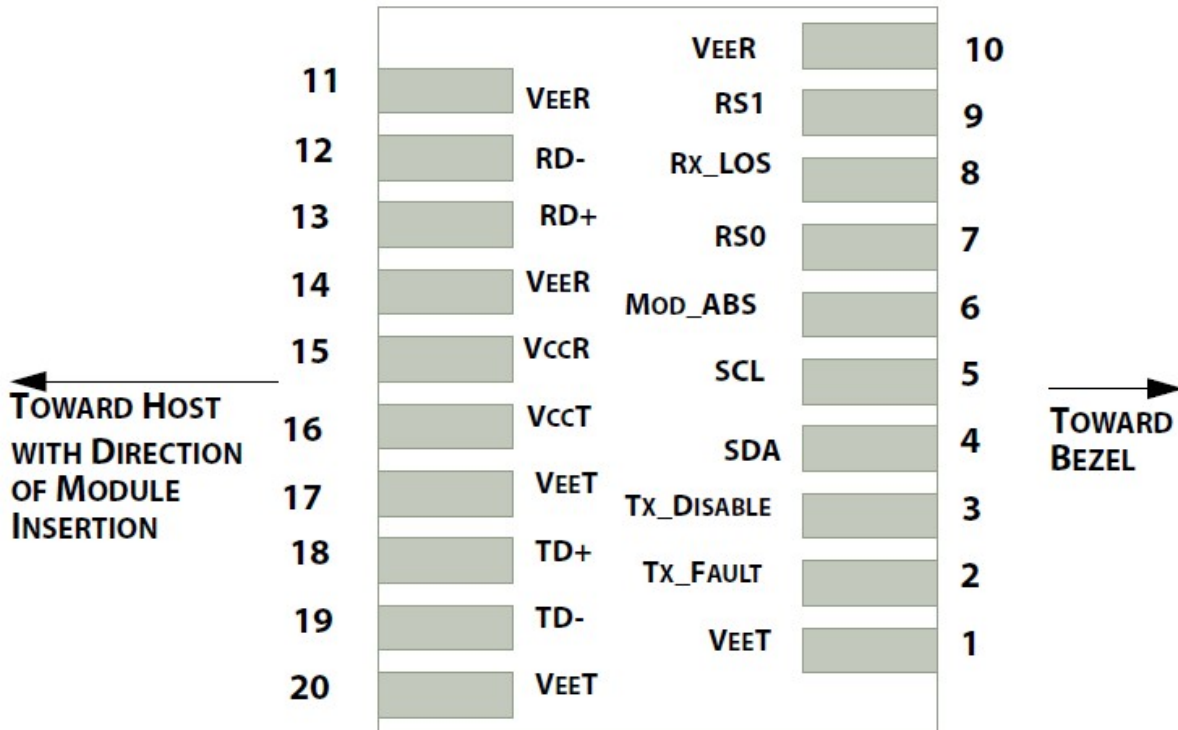 11 VEER
12 RD-
13 RD+
14 VEER
15 VCCR
16 VCCT
17 VEET
18 TD+
19 TD-
20 VEET
VEER 10
RS1 9
RX_LOS 8
RS0 7
MOD_ABS 6
SCL 5
SDA 4
TX_DISABLE 3
TX_FAULT 2
VEET 1
TOWARD HOST
WITH DIRECTION
OF MODULE
INSERTION
TOWARD
BEZEL